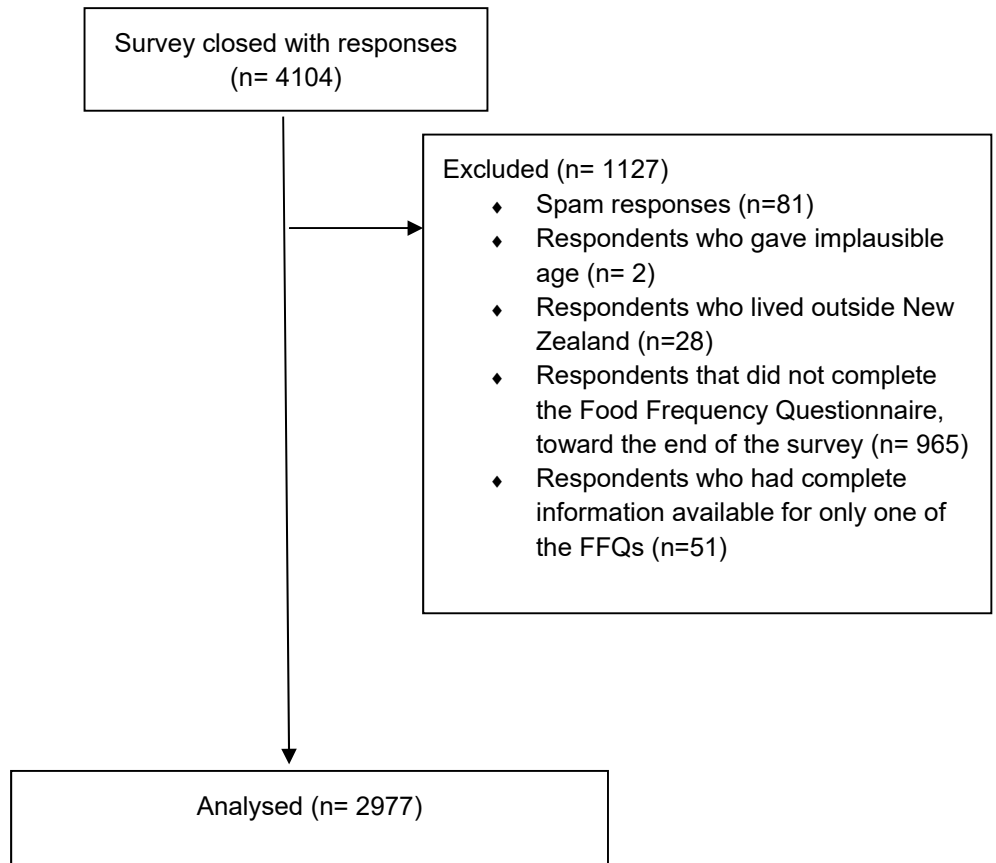 Survey closed with responses
(n= 4104)
Excluded (n= 1127)
♦ Spam responses (n=81)
♦ Respondents who gave implausible
age (n= 2)
♦ Respondents who lived outside New
Zealand (n=28)
♦ Respondents that did not complete
the Food Frequency Questionnaire,
toward the end of the survey (n= 965)
♦ Respondents who had complete
information available for only one of
the FFQs (n=51)
Analysed (n= 2977)